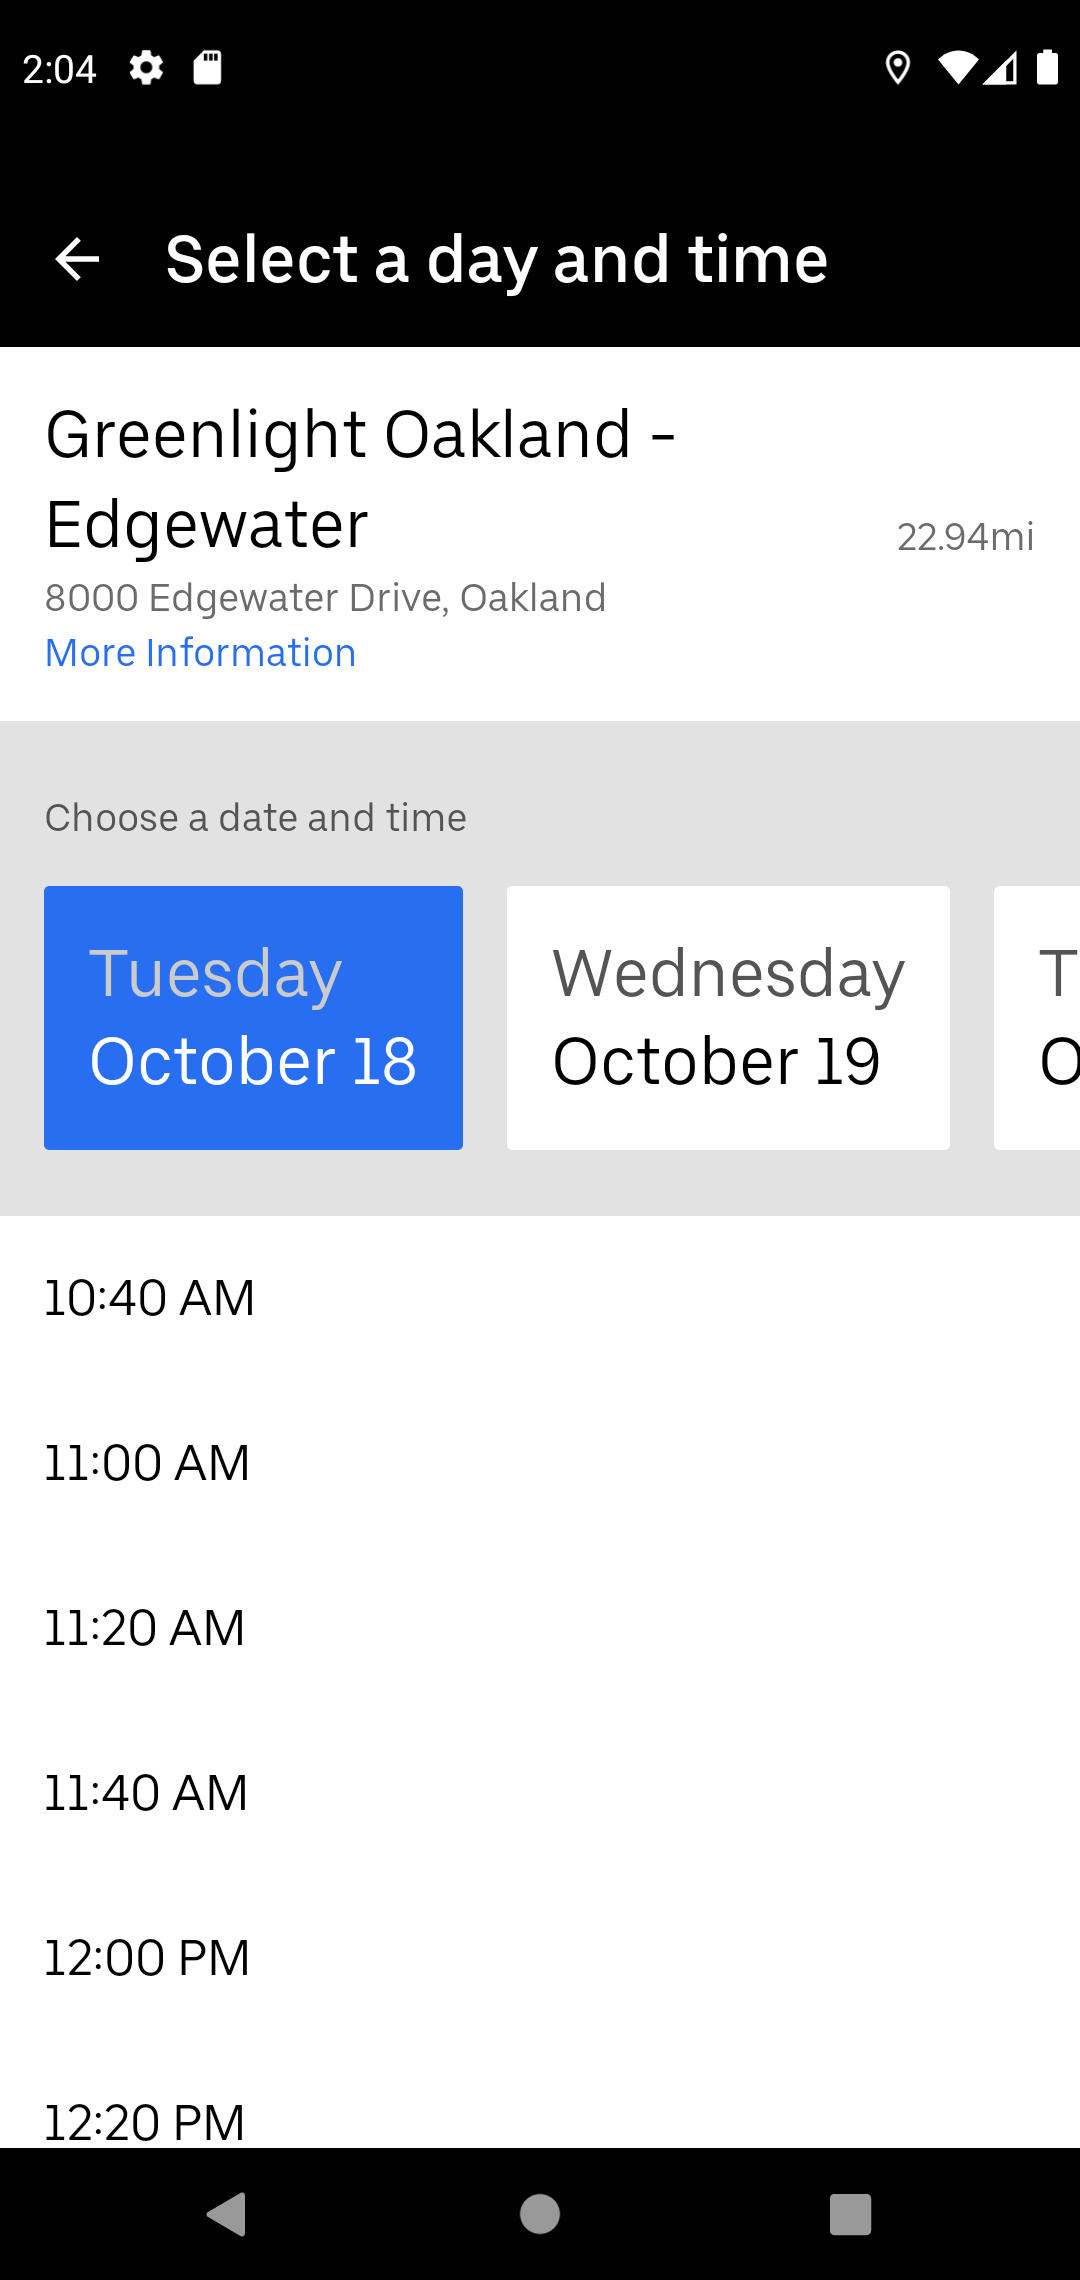 2:04
Select a day and time
Greenlight Oakland -
Edgewater
22.94mi
8000 Edgewater Drive, Oakland
More Information
Choose a date and time
Tuesday
October 18
Wednesday
October 19
10:40 AM
11:00 AM
11:20 AM
11:40 AM
12:00 PM
12:20 PM